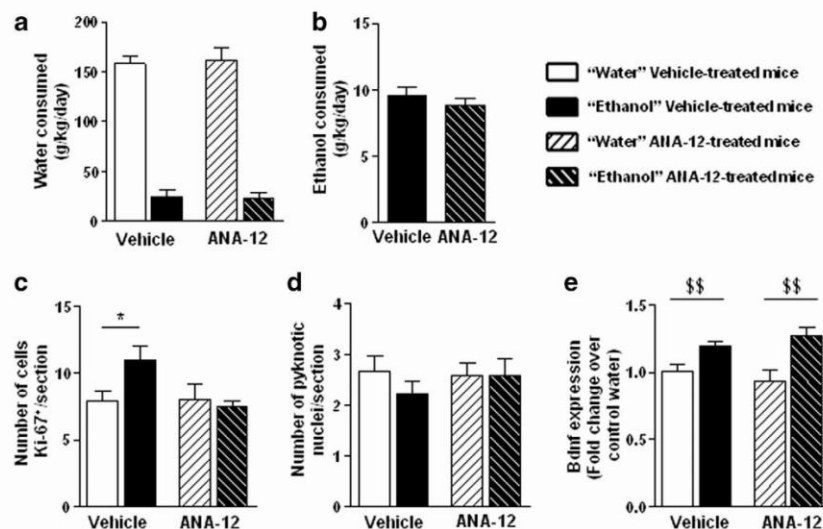 a
Water consumed
(g/kg/day)
200
150
100
50
0
Vehicle ANA-12
b
Ethanol consumed
(g/kg/day)
15
10
5
0
Vehicle ANA-12
"Water" Vehicle-treated mice
"Ethanol" Vehicle-treated mice
"Water" ANA-12-treated mice
"Ethanol" ANA-12-treated mice
c
Number of cells
Ki-67⁺/section
15
10
5
0
*
Vehicle ANA-12
d
Number of pyknotic
nuclei/section
4
3
2
1
0
Vehicle ANA-12
e
Bdnf expression
(Fold change over
control water)
1.5
1.0
0.5
0.0
$$ $$
Vehicle ANA-12